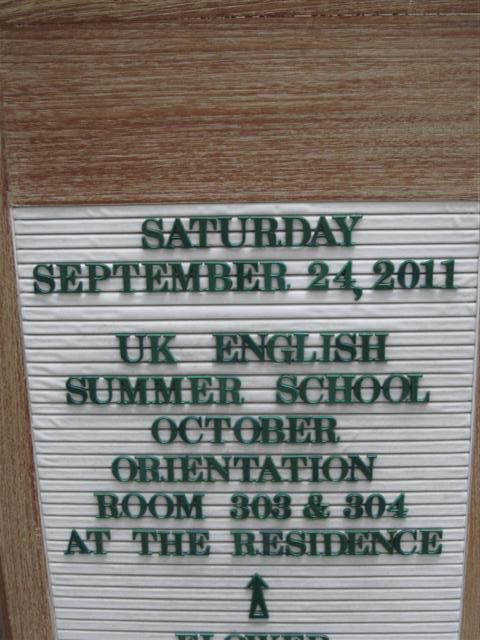 SATURDAY
SEPTEMBER 24, 2011
UK ENGLISH
SUMMER SCHOOL
OCTOBER
ORIENTATION
ROOM 303 & 304
AT THE RESIDENCE